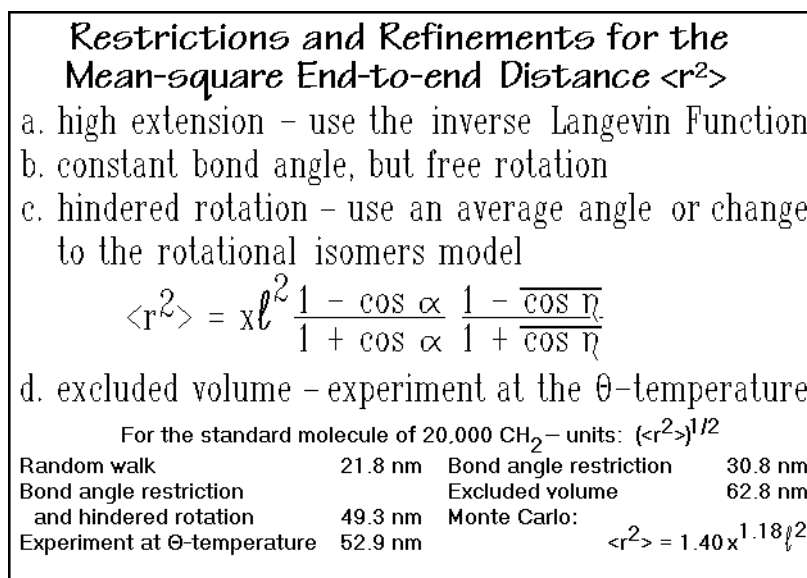 Restrictions and Refinements for the
Mean-square End-to-end Distance <r²>
a. high extension – use the inverse Langevin Function
b. constant bond angle, but free rotation
c. hindered rotation – use an average angle or change
to the rotational isomers model
<r²> = xℓ² (1 − cos α)/(1 + cos α) (1 − c̅o̅s̅ ̅η̅)/(1 + c̅o̅s̅ ̅η̅)
d. excluded volume – experiment at the Θ–temperature
For the standard molecule of 20,000 CH₂– units: (<r²>)^1/2
Random walk 21.8 nm Bond angle restriction 30.8 nm
Bond angle restriction Excluded volume 62.8 nm
and hindered rotation 49.3 nm Monte Carlo:
Experiment at Θ-temperature 52.9 nm <r²> = 1.40 x^1.18 ℓ²